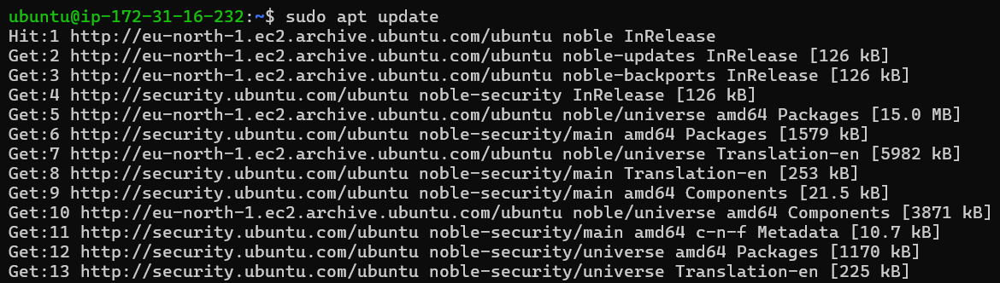 ubuntu@ip-172-31-16-232:~$ sudo apt update
Hit:1 http://eu-north-1.ec2.archive.ubuntu.com/ubuntu noble InRelease
Get:2 http://eu-north-1.ec2.archive.ubuntu.com/ubuntu noble-updates InRelease [126 kB]
Get:3 http://eu-north-1.ec2.archive.ubuntu.com/ubuntu noble-backports InRelease [126 kB]
Get:4 http://security.ubuntu.com/ubuntu noble-security InRelease [126 kB]
Get:5 http://eu-north-1.ec2.archive.ubuntu.com/ubuntu noble/universe amd64 Packages [15.0 MB]
Get:6 http://security.ubuntu.com/ubuntu noble-security/main amd64 Packages [1579 kB]
Get:7 http://eu-north-1.ec2.archive.ubuntu.com/ubuntu noble/universe Translation-en [5982 kB]
Get:8 http://security.ubuntu.com/ubuntu noble-security/main Translation-en [253 kB]
Get:9 http://security.ubuntu.com/ubuntu noble-security/main amd64 Components [21.5 kB]
Get:10 http://eu-north-1.ec2.archive.ubuntu.com/ubuntu noble/universe amd64 Components [3871 kB]
Get:11 http://security.ubuntu.com/ubuntu noble-security/main amd64 c-n-f Metadata [10.7 kB]
Get:12 http://security.ubuntu.com/ubuntu noble-security/universe amd64 Packages [1170 kB]
Get:13 http://security.ubuntu.com/ubuntu noble-security/universe Translation-en [225 kB]